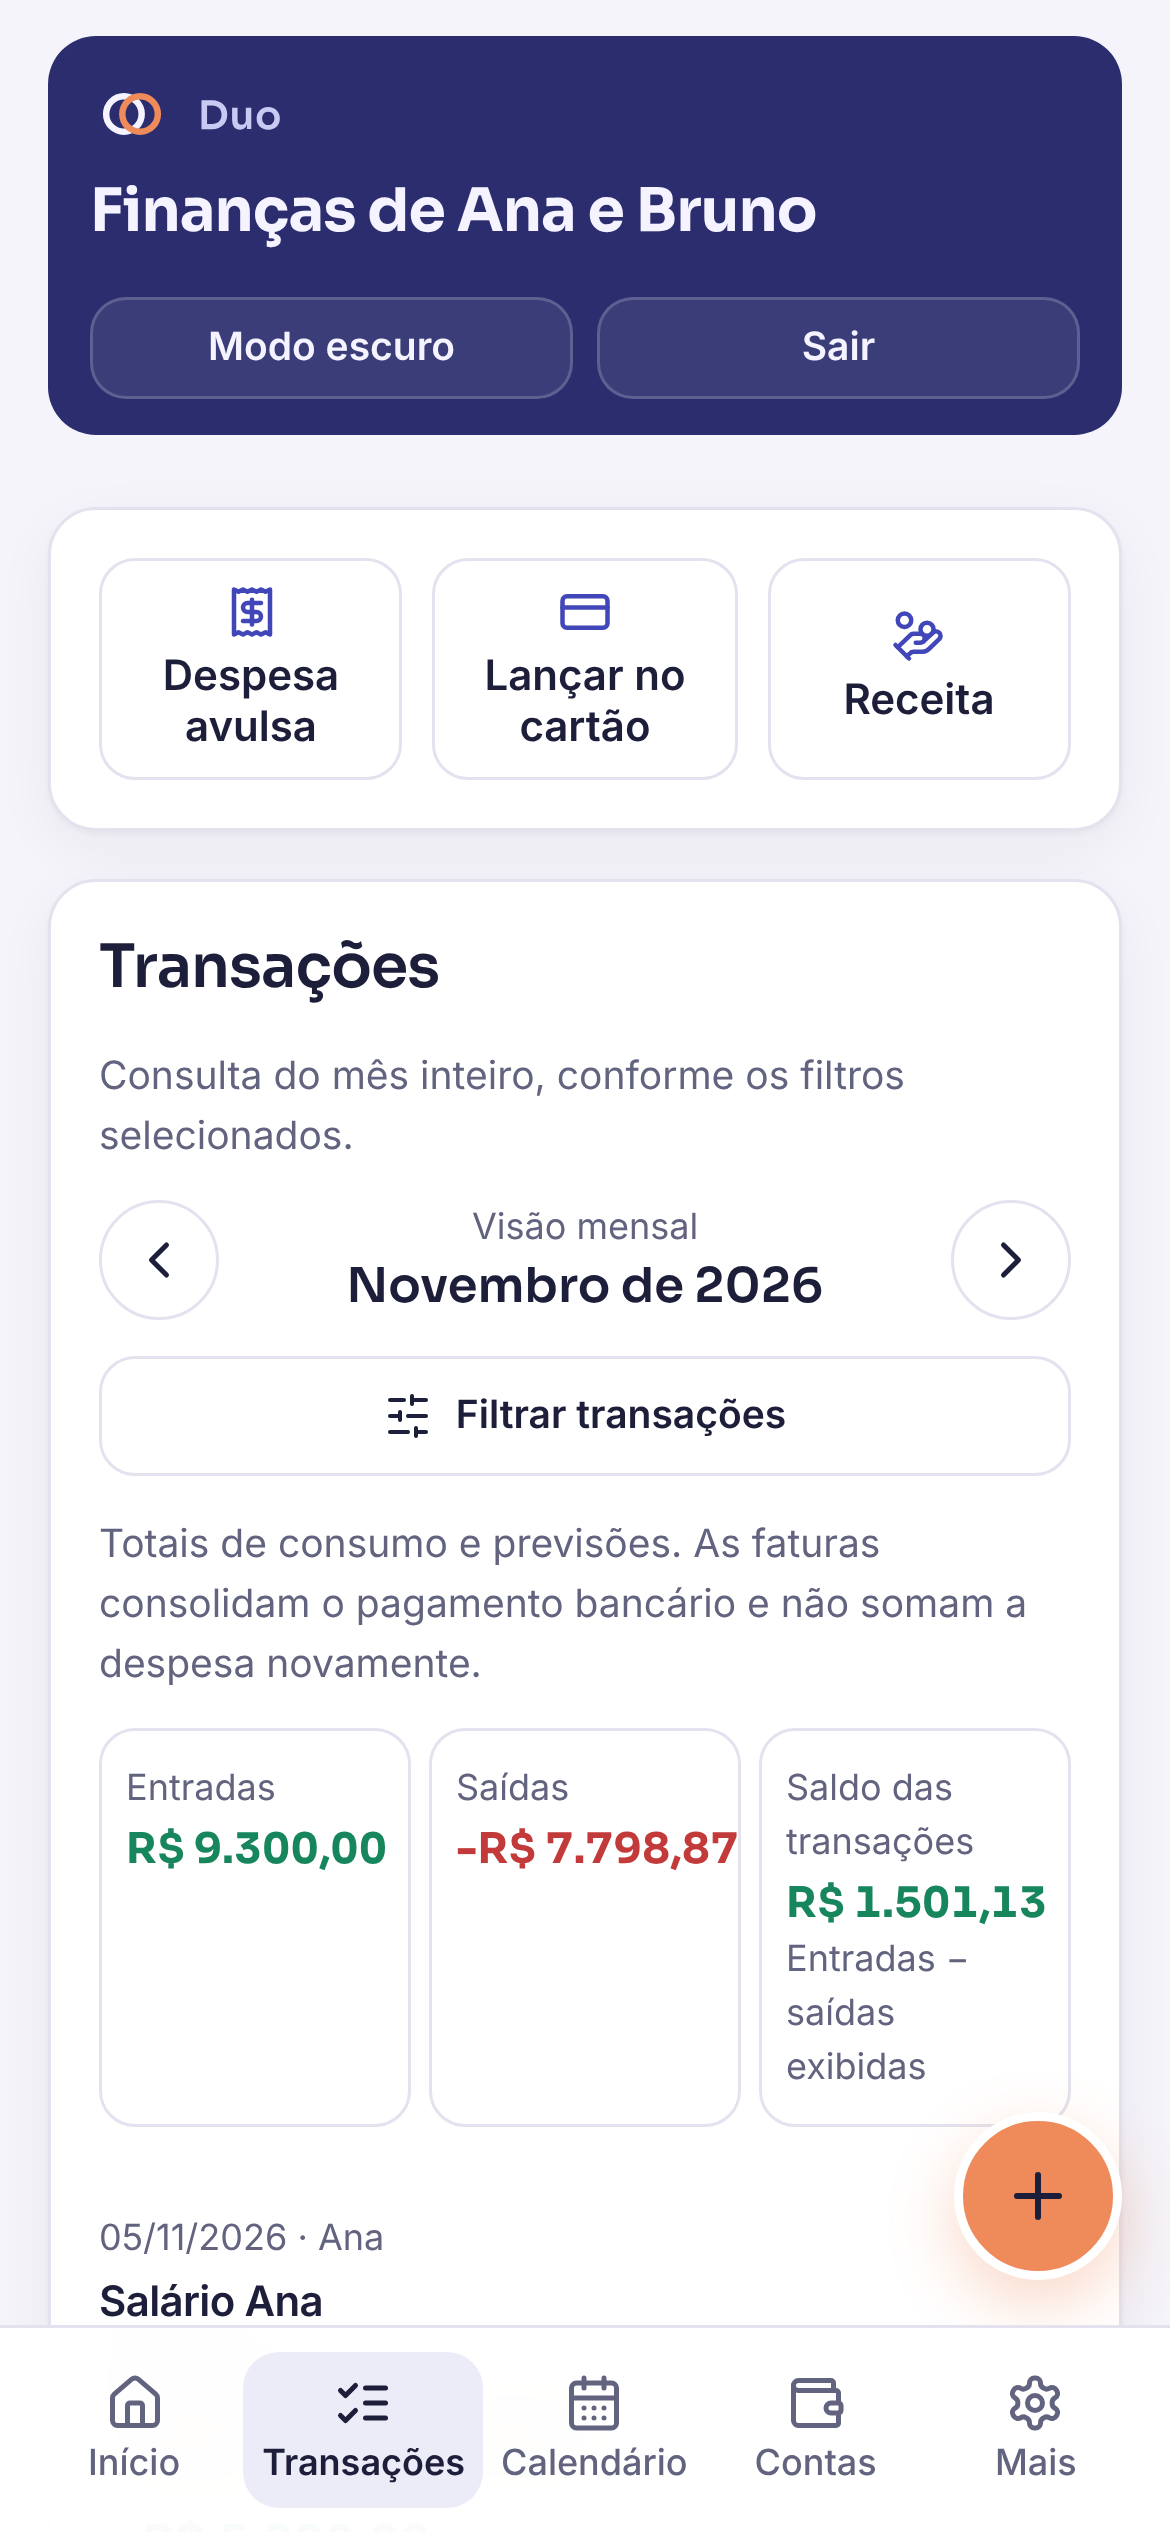 Duo
Finanças de Ana e Bruno
Modo escuro
Sair
Despesa
avulsa
Lançar no
cartão
Receita
Transações
Consulta do mês inteiro, conforme os filtros
selecionados.
Visão mensal
Novembro de 2026
Filtrar transações
Totais de consumo e previsões. As faturas
consolidam o pagamento bancário e não somam a
despesa novamente.
Entradas
R$ 9.300,00
Saídas
-R$ 7.798,87
Saldo das
transações
R$ 1.501,13
Entradas −
saídas
exibidas
05/11/2026 · Ana
Salário Ana
Início
Transações
Calendário
Contas
Mais